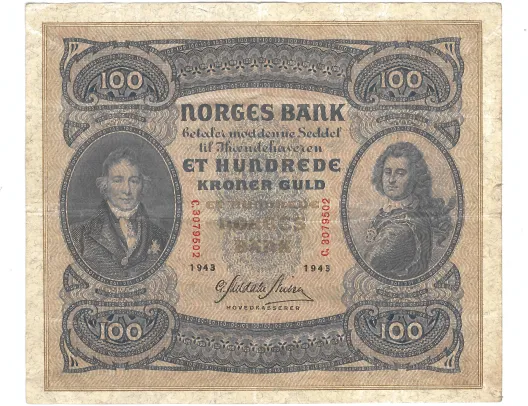 100 100
NORGES BANK
betaler mod denne Seddel
til Ihændehaveren
ET HUNDREDE
KRONER GULD
C.3079502
C.3079502
1943 1943
HOVEDKASSERER
100 100